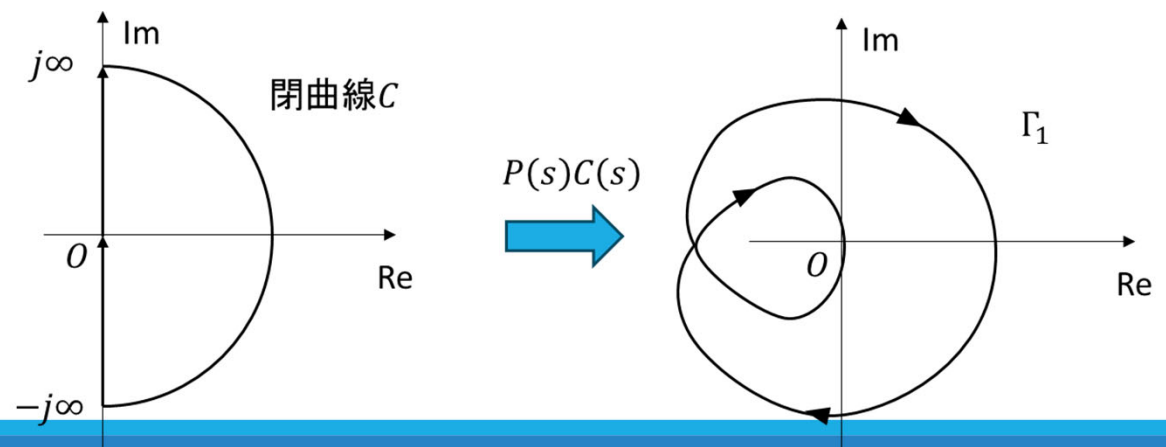 Im
j∞
閉曲線C
O
Re
−j∞
P(s)C(s)
Im
Γ₁
O
Re